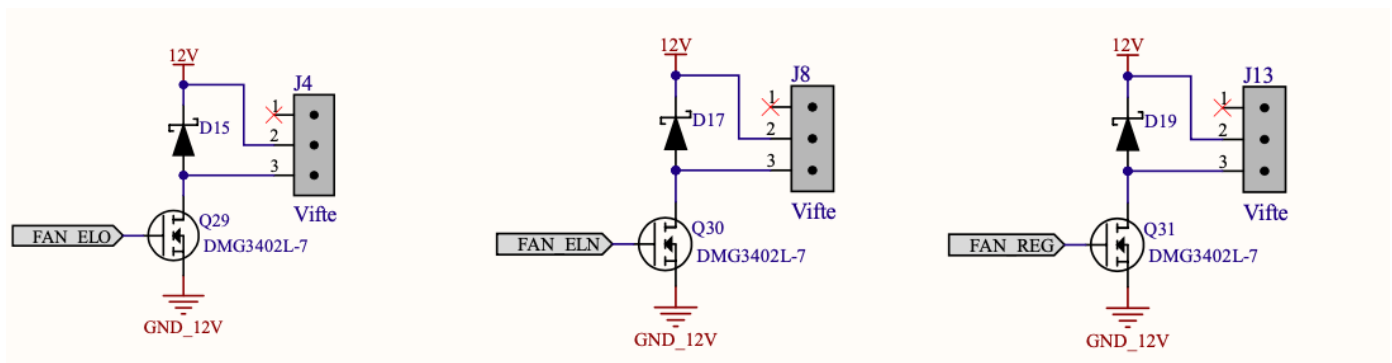 12V
J4
1
D15
2
3
Q29
Vifte
FAN_ELO
DMG3402L-7
GND_12V
12V
J8
1
D17
2
3
Q30
Vifte
FAN_ELN
DMG3402L-7
GND_12V
12V
J13
1
D19
2
3
Q31
Vifte
FAN_REG
DMG3402L-7
GND_12V